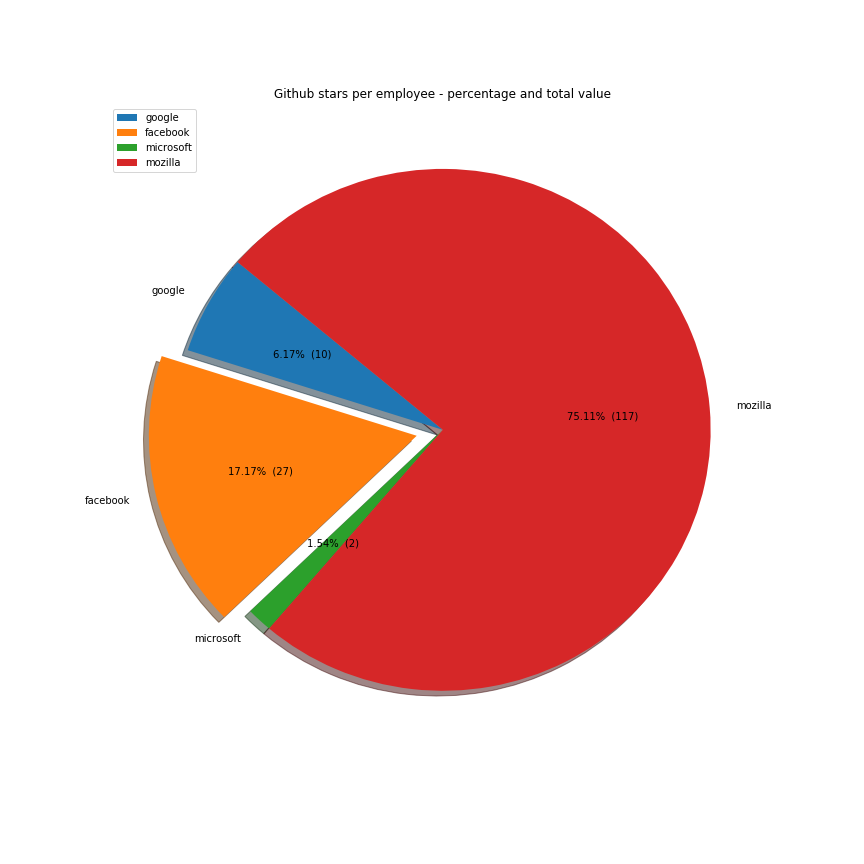 Github stars per employee - percentage and total value
google
facebook
microsoft
mozilla
google
6.17% (10)
75.11% (117)
mozilla
17.17% (27)
facebook
1.54% (2)
microsoft